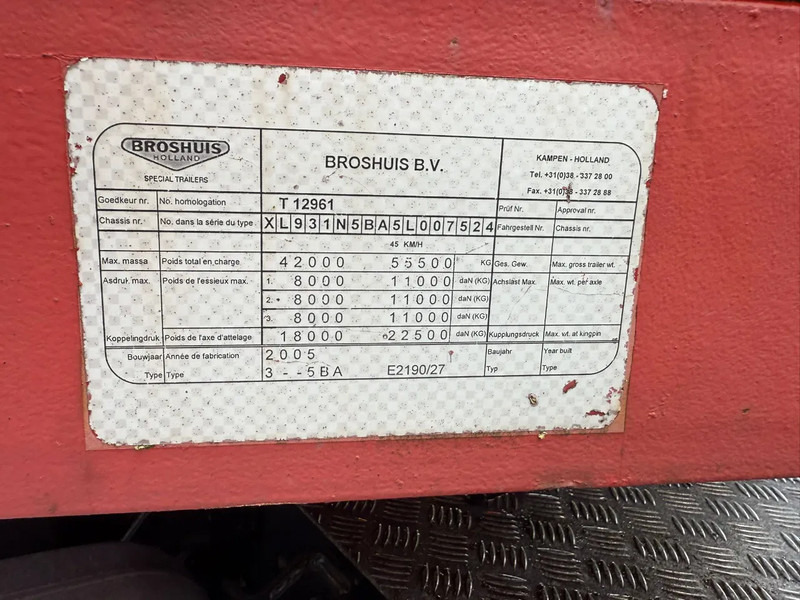 BROSHUIS
HOLLAND
SPECIAL TRAILERS
BROSHUIS B.V.
KAMPEN - HOLLAND
Tel. +31(0)38 - 337 28 00
Fax. +31(0)38 - 337 28 88
Goedkeur nr. No. homologation T 12961 Prüf Nr. Approval nr.
Chassis nr. No. dans la série du type XL931N5BA5L007524 Fahrgestell Nr. Chassis nr.
45 KM/H
Max. massa Poids total en charge 42000 55500 KG Ges. Gew. Max. gross trailer wt.
Asdruk max. Poids de l'essieux max. 1. 8000 11000 daN (KG) Achslast Max. Max. wt. per axle
2. 8000 11000 daN (KG)
3. 8000 11000 daN (KG)
Koppelingdruk Poids de l'axe d'attelage 18000 22500 daN (KG) Kupplungsdruck Max. wt. at kingpin
Bouwjaar Année de fabrication 2005 Baujahr Year built
Type Type 3--5BA E2190/27 Typ Type